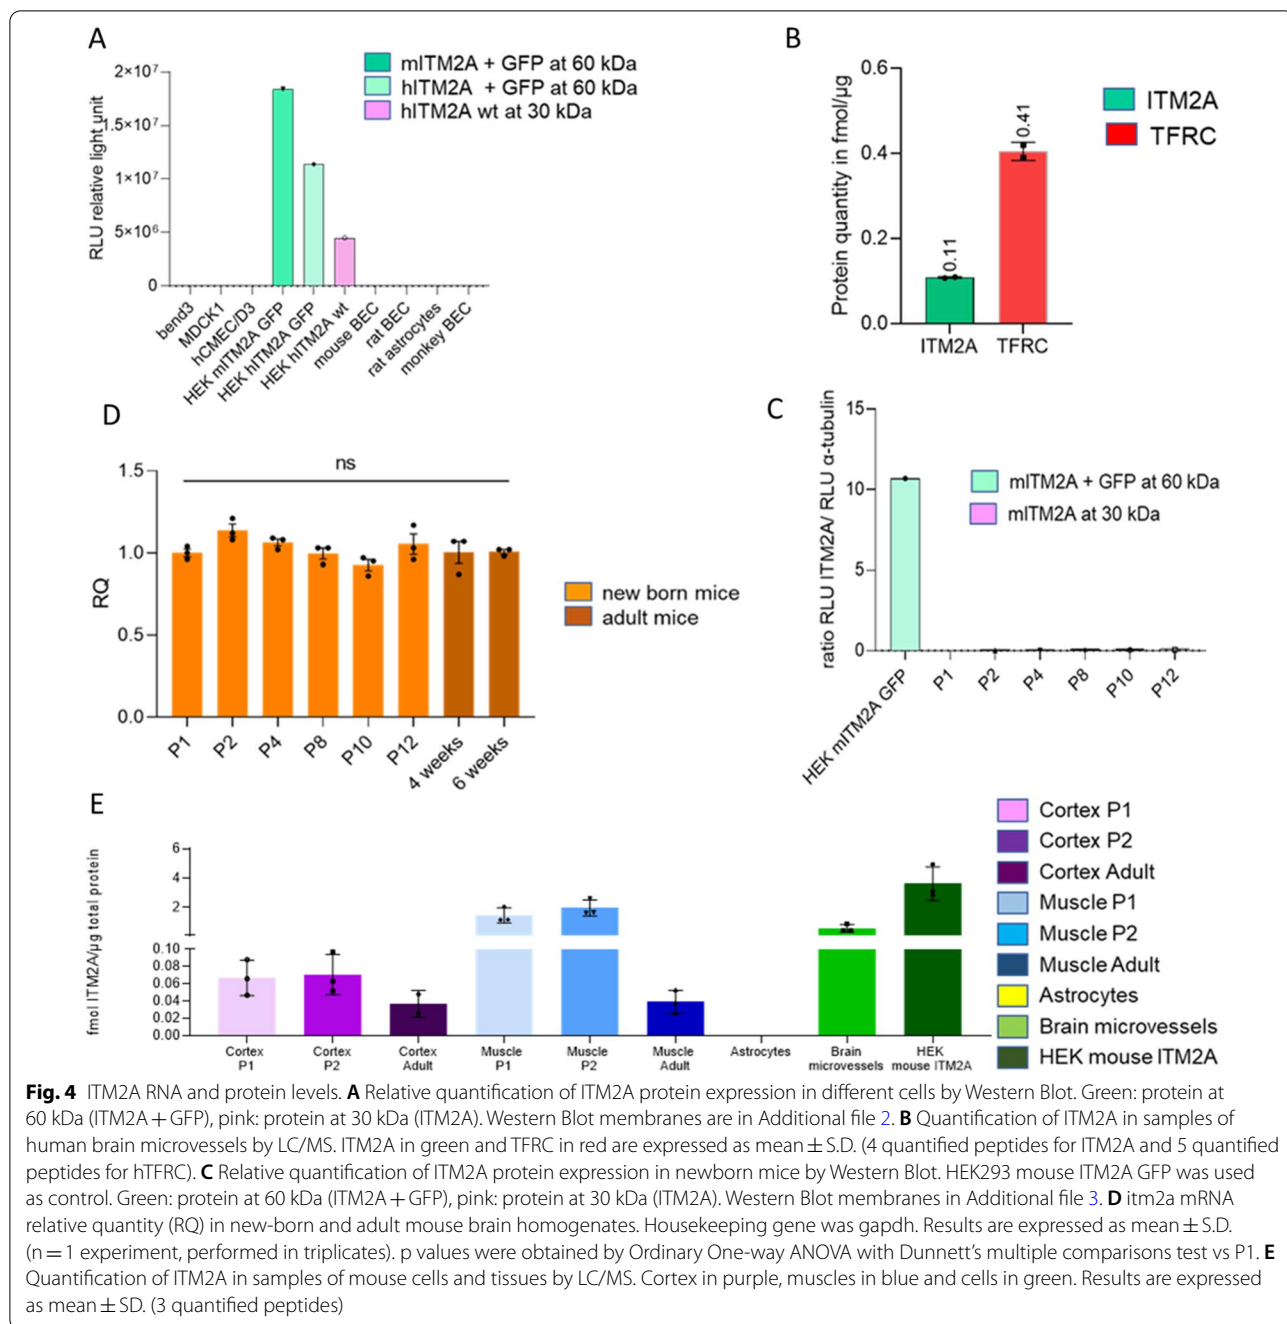 A
mITM2A + GFP at 60 kDa
hITM2A + GFP at 60 kDa
hITM2A wt at 30 kDa
RLU relative light unit
2×10⁷
1.5×10⁷
1×10⁷
5×10⁶
0
bend3
MDCK1
hCMEC/D3
HEK mITM2A GFP
HEK hITM2A GFP
HEK hITM2A wt
mouse BEC
rat BEC
rat astrocytes
monkey BEC
B
Protein quantity in fmol/µg
0.6
0.4
0.2
0.0
0.11
0.41
ITM2A
TFRC
ITM2A
TFRC
C
ratio RLU ITM2A/ RLU α-tubulin
15
10
5
0
mITM2A + GFP at 60 kDa
mITM2A at 30 kDa
HEK mITM2A GFP
P1
P2
P4
P8
P10
P12
D
ns
RQ
1.5
1.0
0.5
0.0
P1
P2
P4
P8
P10
P12
4 weeks
6 weeks
new born mice
adult mice
E
fmol ITM2A/µg total protein
6
4
2
0.10
0.08
0.06
0.04
0.02
0.00
Cortex
P1
Cortex
P2
Cortex
Adult
Muscle
P1
Muscle
P2
Muscle
Adult
Astrocytes
Brain
microvessels
HEK
mouse ITM2A
Cortex P1
Cortex P2
Cortex Adult
Muscle P1
Muscle P2
Muscle Adult
Astrocytes
Brain microvessels
HEK mouse ITM2A
Fig. 4 ITM2A RNA and protein levels. A Relative quantification of ITM2A protein expression in different cells by Western Blot. Green: protein at
60 kDa (ITM2A + GFP), pink: protein at 30 kDa (ITM2A). Western Blot membranes are in Additional file 2. B Quantification of ITM2A in samples of
human brain microvessels by LC/MS. ITM2A in green and TFRC in red are expressed as mean ± S.D. (4 quantified peptides for ITM2A and 5 quantified
peptides for hTFRC). C Relative quantification of ITM2A protein expression in newborn mice by Western Blot. HEK293 mouse ITM2A GFP was used
as control. Green: protein at 60 kDa (ITM2A + GFP), pink: protein at 30 kDa (ITM2A). Western Blot membranes in Additional file 3. D itm2a mRNA
relative quantity (RQ) in new-born and adult mouse brain homogenates. Housekeeping gene was gapdh. Results are expressed as mean ± S.D.
(n = 1 experiment, performed in triplicates). p values were obtained by Ordinary One-way ANOVA with Dunnett's multiple comparisons test vs P1. E
Quantification of ITM2A in samples of mouse cells and tissues by LC/MS. Cortex in purple, muscles in blue and cells in green. Results are expressed
as mean ± SD. (3 quantified peptides)